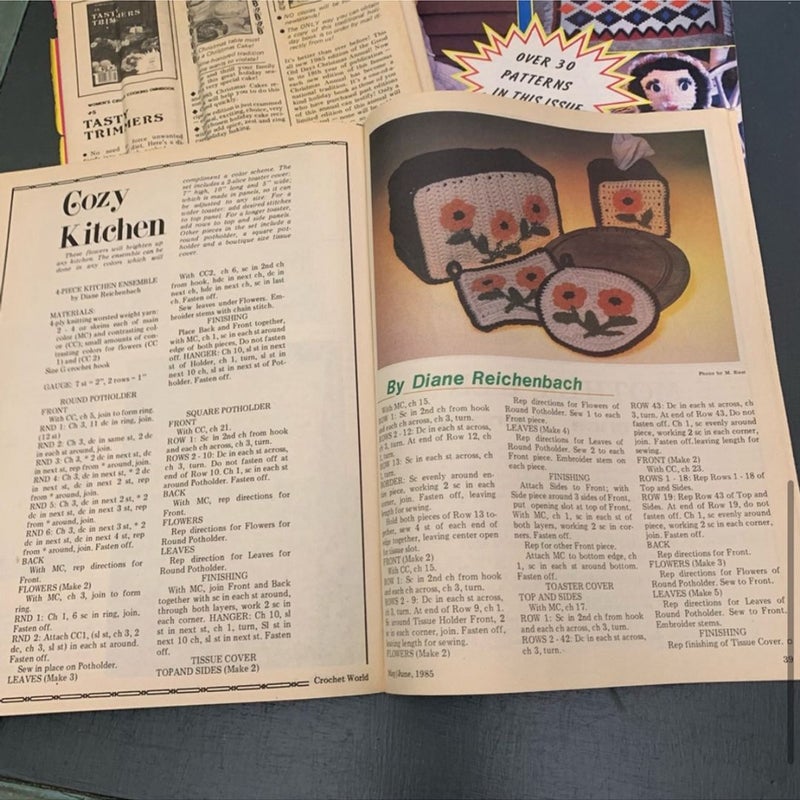 TASTY
TRIMMERS
Christmas table must
a Christmas Cake!
OVER 30
PATTERNS
IN THIS ISSUE
Cozy
Kitchen
These flowers will brighten up
any kitchen. The ensemble can be
done in any colors which will
compliment a color scheme. The
set includes a 2-slice toaster cover:
7" high, 10" long and 5" wide;
which is made in panels, so it can
be adjusted to any size. For a
wider toaster: add desired stitches
to top panel. For a longer toaster,
add rows to top and side panels.
Other pieces in the set include a
round potholder, a square pot-
holder and a boutique size tissue
cover.
4-PIECE KITCHEN ENSEMBLE
by Diane Reichenbach
MATERIALS:
4-ply knitting worsted weight yarn:
2 - 4 oz skeins each of main
color (MC) and contrasting col-
or (CC); small amounts of con-
trasting colors for flowers (CC
1) and (CC 2)
Size G crochet hook
GAUGE: 7 st = 2", 2 rows = 1"
ROUND POTHOLDER
FRONT
With CC, ch 5, join to form ring.
RND 1: Ch 3, 11 dc in ring, join.
(12 st)
RND 2: Ch 3, dc in same st, 2 dc
in each st around, join.
RND 3: Ch 3, * 2 dc in next st, dc
in next st, rep from * around, join.
RND 4: Ch 3, dc in next st, * 2 dc
in next st, dc in next 2 st, rep
from * around, join.
RND 5: Ch 3, dc in next 2 st, * 2
dc in next st, dc in next 3 st, rep
from * around, join.
RND 6: Ch 3, dc in next 3 st, * 2
dc in next st, dc in next 4 st, rep
from * around, join. Fasten off.
BACK
With MC, rep directions for
Front.
FLOWERS (Make 2)
With MC, ch 3, join to form
ring.
RND 1: Ch 1, 6 sc in ring, join.
Fasten off.
RND 2: Attach CC1, (sl st, ch 3, 2
dc, ch 3, sl st) in each st around.
Fasten off.
Sew in place on Potholder.
LEAVES (Make 3)
With CC2, ch 6, sc in 2nd ch
from hook, hdc in next ch, dc in
next ch, hdc in next ch, sc in last
ch. Fasten off.
Sew leaves under Flowers. Em-
broider stems with chain stitch.
FINISHING
Place Back and Front together,
with MC, ch 1, sc in each st around
edge of both pieces. Do not fasten
off. HANGER: Ch 10, sl st in next st
of Holder, ch 1, turn, sl st in
next 10 ch, sl st in next st of Pot-
holder. Fasten off.
SQUARE POTHOLDER
FRONT
With CC, ch 21.
ROW 1: Sc in 2nd ch from hook
and each ch across, ch 3, turn.
ROWS 2 - 10: Dc in each st across,
ch 3, turn. Do not fasten off at
end of Row 10. Ch 1, sc in each st
around Potholder. Fasten off.
BACK
With MC, rep directions for
Front.
FLOWERS
Rep directions for Flowers for
Round Potholder.
LEAVES
Rep direction for Leaves for
Round Potholder.
FINISHING
With MC, join Front and Back
together with sc in each st around,
through both layers, work 2 sc in
each corner. HANGER: Ch 10, sl
st in next st, ch 1, turn, Sl st in
next 10 ch, sl st in next st. Fasten
off.
TISSUE COVER
TOP AND SIDES (Make 2)
Crochet World
Photo by M. Rust
By Diane Reichenbach
With MC, ch 15.
ROW 1: Sc in 2nd ch from hook
and each ch across, ch 3, turn.
ROWS 2-12: Dc in each st across,
ch 3, turn. At end of Row 12, ch
1, turn.
ROW 13: Sc in each st across, ch
1, turn.
BORDER: Sc evenly around en-
tire piece, working 2 sc in each
corner, join. Fasten off, leaving
length for sewing.
Hold both pieces of Row 13 to-
gether, sew 4 st of each end of
edge together, leaving center open
for tissue slot.
FRONT (Make 2)
With CC, ch 15.
ROW 1: Sc in 2nd ch from hook
and each ch across, ch 3, turn.
ROWS 2 - 9: Dc in each st across,
ch 3, turn. At end of Row 9, ch 1.
Sc around Tissue Holder Front, 2
sc in each corner, join. Fasten off,
leaving length for sewing.
FLOWERS (Make 2)
Rep directions for Flowers of
Round Potholder. Sew 1 to each
Front piece.
LEAVES (Make 4)
Rep directions for Leaves of
Round Potholder. Sew 2 to each
Front piece. Embroider stem on
each piece.
FINISHING
Attach Sides to Front; with
Side piece around 3 sides of Front,
put opening slot at top of Front.
With MC, ch 1, sc in each st of
both layers, working 2 sc in cor-
ners. Fasten off.
Rep for other Front piece.
Attach MC to bottom edge, ch
1, sc in each st around bottom.
Fasten off.
TOASTER COVER
TOP AND SIDES
With MC, ch 17.
ROW 1: Sc in 2nd ch from hook
and each ch across, ch 3, turn.
ROWS 2 - 42: Dc in each st across,
ch 3, turn.
ROW 43: Dc in each st across, ch
3, turn. At end of Row 43, Do not
fasten off. Ch 1, sc evenly around
piece, working 2 sc in each corner,
join. Fasten off.leaving length for
sewing.
FRONT (Make 2)
With CC, ch 23.
ROWS 1 - 18: Rep Rows 1 - 18 of
Top and Sides.
ROW 19: Rep Row 43 of Top and
Sides. At end of Row 19, do not
fasten off. Ch 1, sc evenly around
piece, working 2 sc in each corner,
join. Fasten off.
BACK
Rep directions for Front.
FLOWERS (Make 3)
Rep directions for Flowers of
Round Potholder. Sew to Front.
LEAVES (Make 5)
Rep directions for Leaves of
Round Potholder. Sew to Front.
Embroider stems.
FINISHING
Rep finishing of Tissue Cover.
May/June, 1985
39